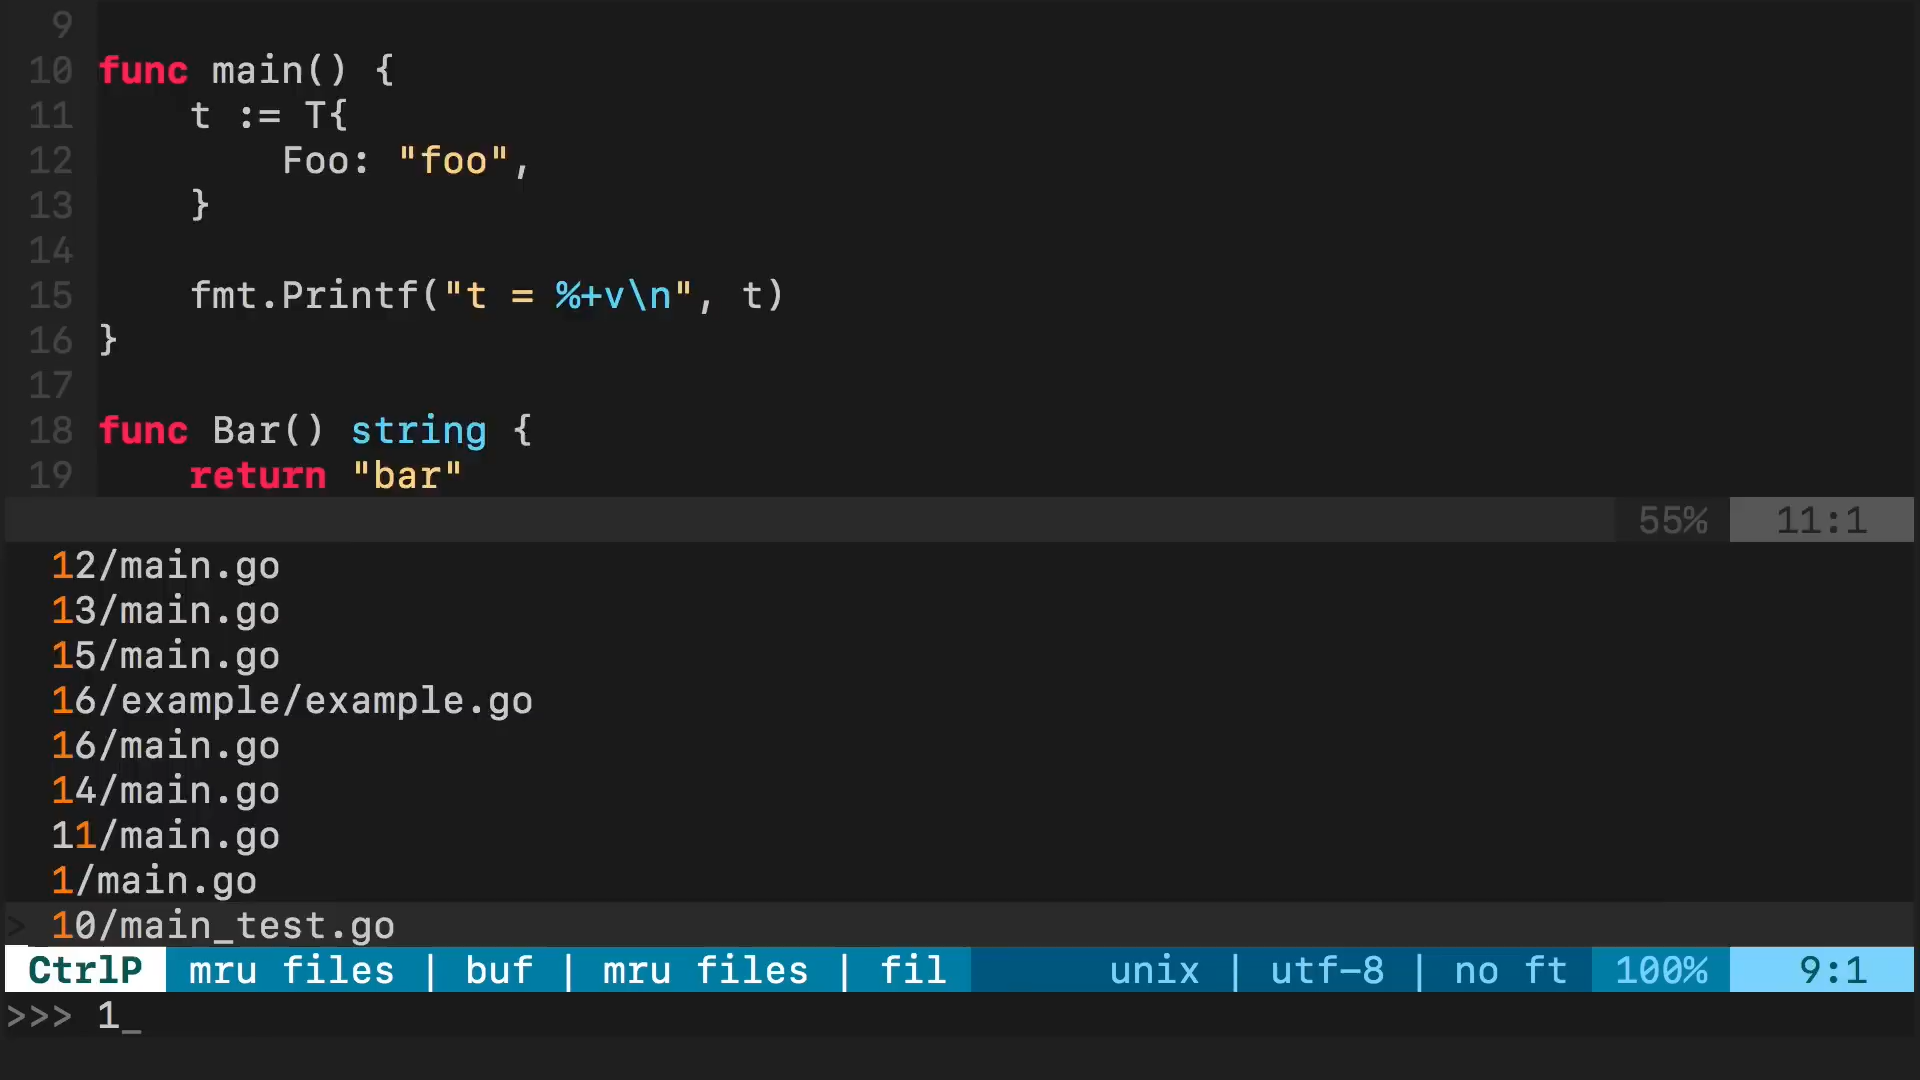 9
10 func main() {
11     t := T{
12         Foo: "foo",
13     }
14
15     fmt.Printf("t = %+v\n", t)
16 }
17
18 func Bar() string {
19     return "bar"
55% 11:1
12/main.go
13/main.go
15/main.go
16/example/example.go
16/main.go
14/main.go
11/main.go
1/main.go
> 10/main_test.go
CtrlP mru files | buf | mru files | fil unix | utf-8 | no ft 100% 9:1
>>> 1_